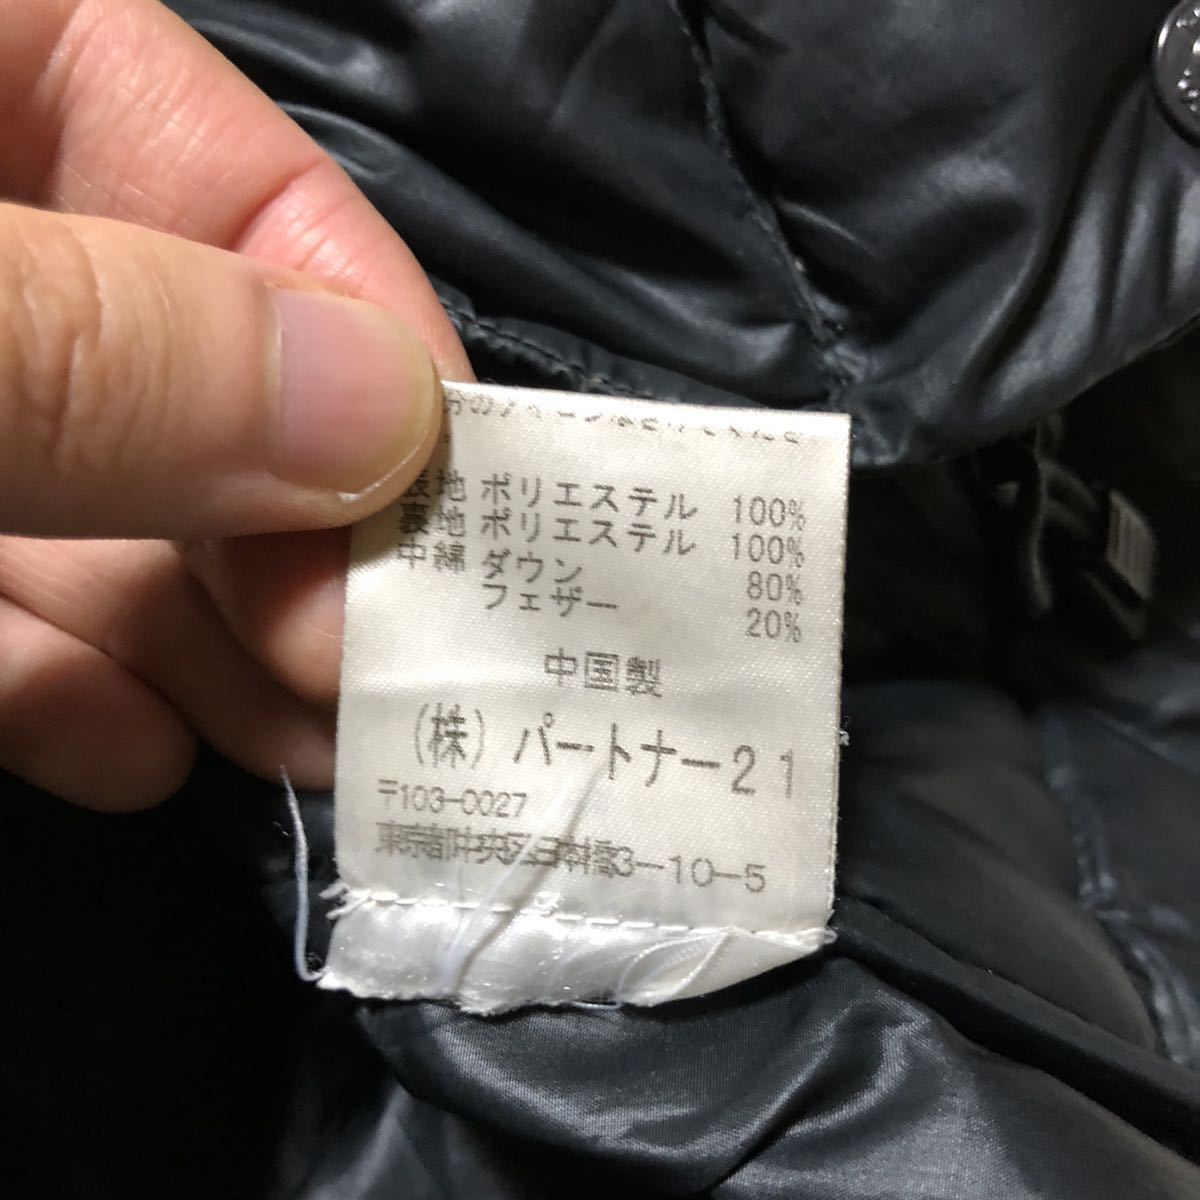 表地 ポリエステル 100%
裏地 ポリエステル 100%
中綿 ダウン 80%
フェザー 20%
中国製
(株) パートナー21
〒103-0027
東京都中央区日本橋3-10-5